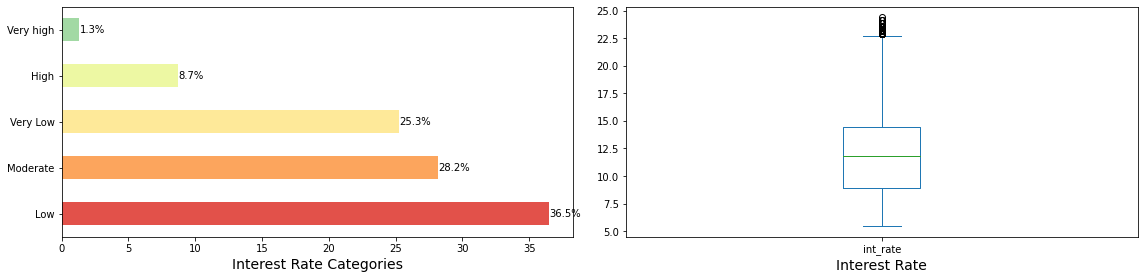 Very high
1.3%
High
8.7%
Very Low
25.3%
Moderate
28.2%
Low
36.5%
0 5 10 15 20 25 30 35
Interest Rate Categories
25.0
22.5
20.0
17.5
15.0
12.5
10.0
7.5
5.0
int_rate
Interest Rate